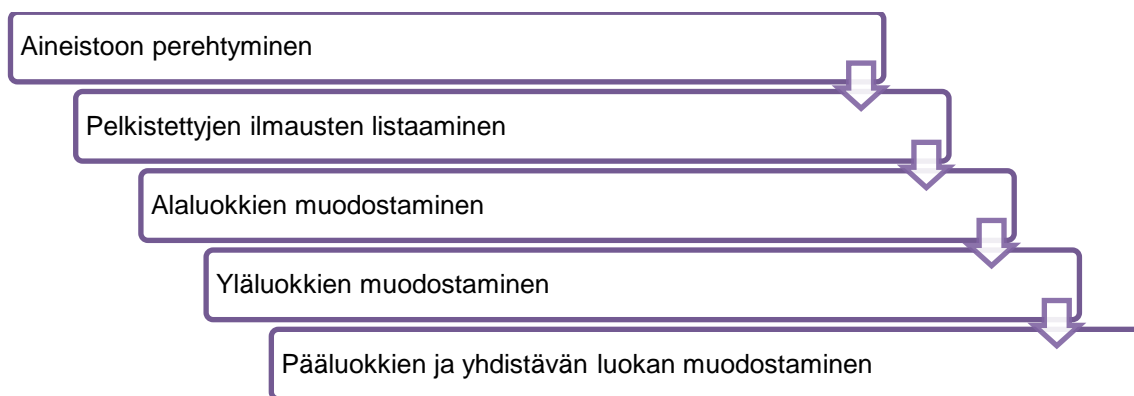 Aineistoon perehtyminen
Pelkistettyjen ilmausten listaaminen
Alaluokkien muodostaminen
Yläluokkien muodostaminen
Pääluokkien ja yhdistävän luokan muodostaminen